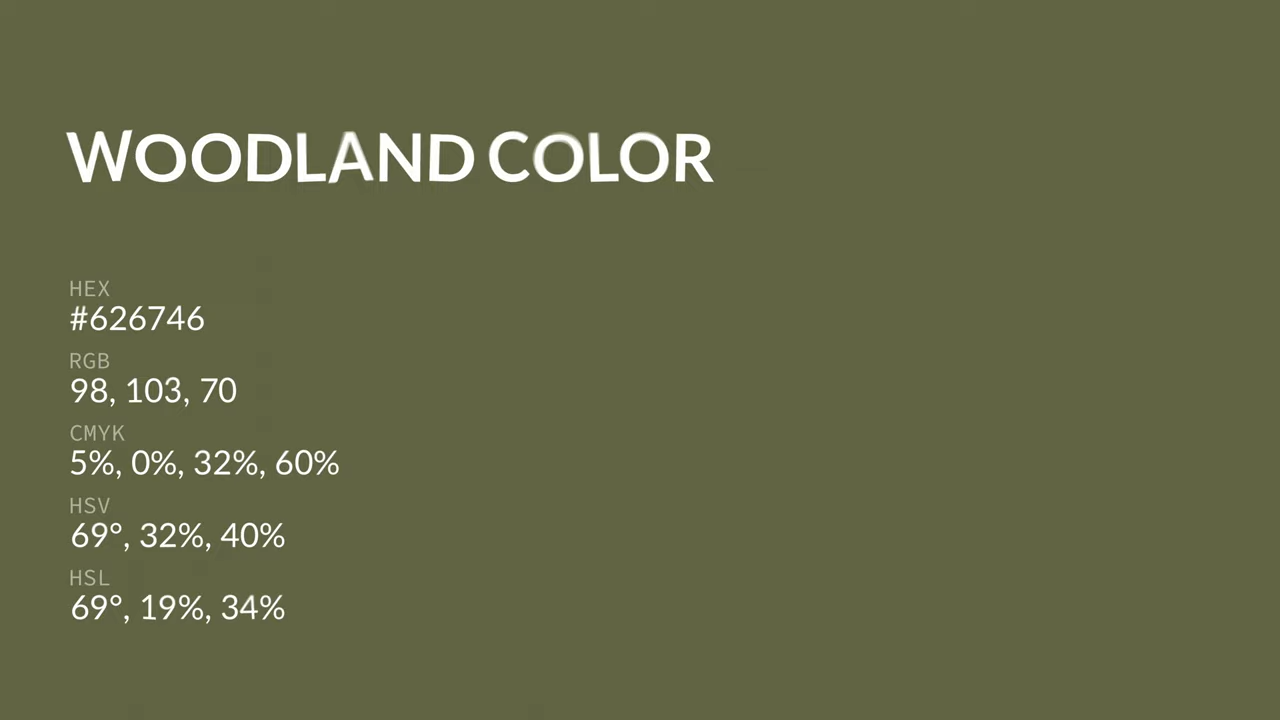 WOODLAND COLOR
HEX
#626746
RGB
98, 103, 70
CMYK
5%, 0%, 32%, 60%
HSV
69°, 32%, 40%
HSL
69°, 19%, 34%